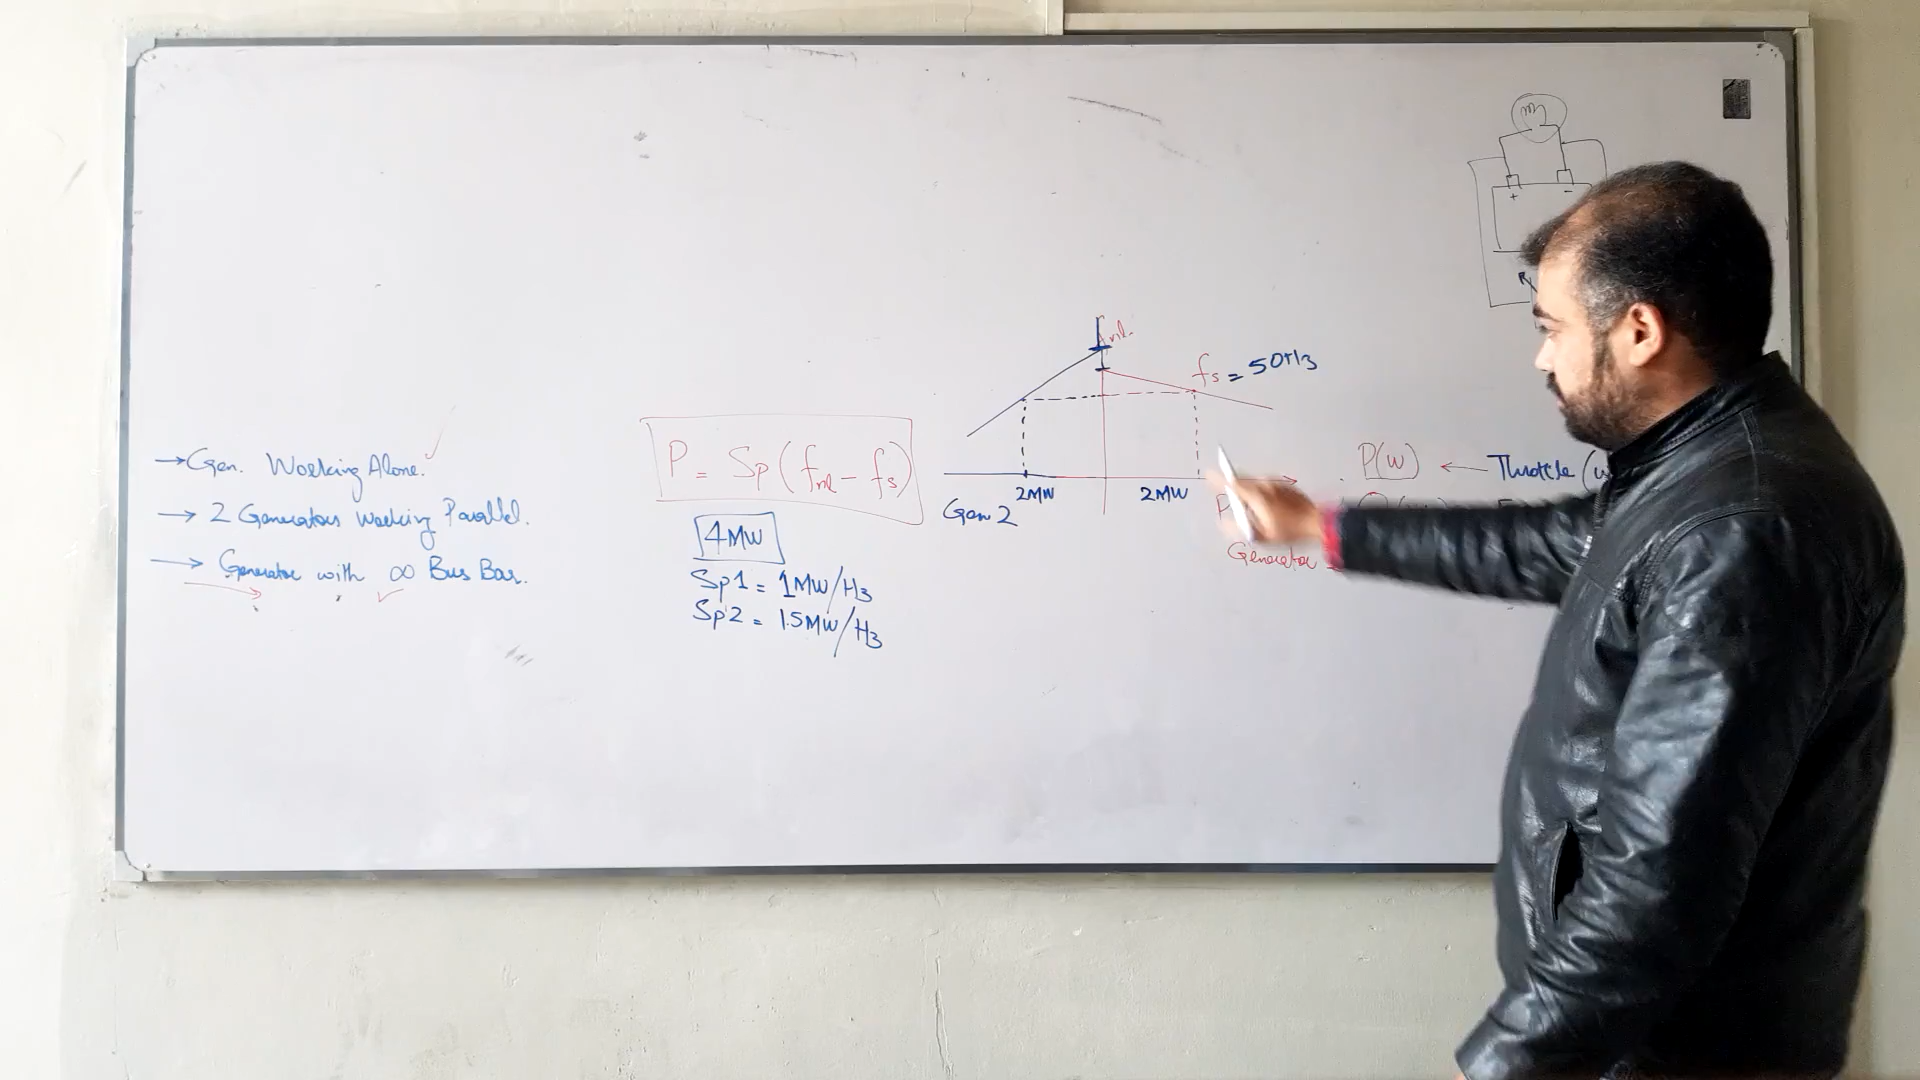 → Gen. Working Alone.
→ 2 Generators Working Parallel.
→ Generator with ∞ Bus Bar.
P = Sp (fnl - fs)
4MW
Sp1 = 1MW/Hz
Sp2 = 1.5MW/Hz
fnl.
fs = 50Hz
2MW
2MW
Gen 2
P
Generator
P(W) ← Throttle (
+
-